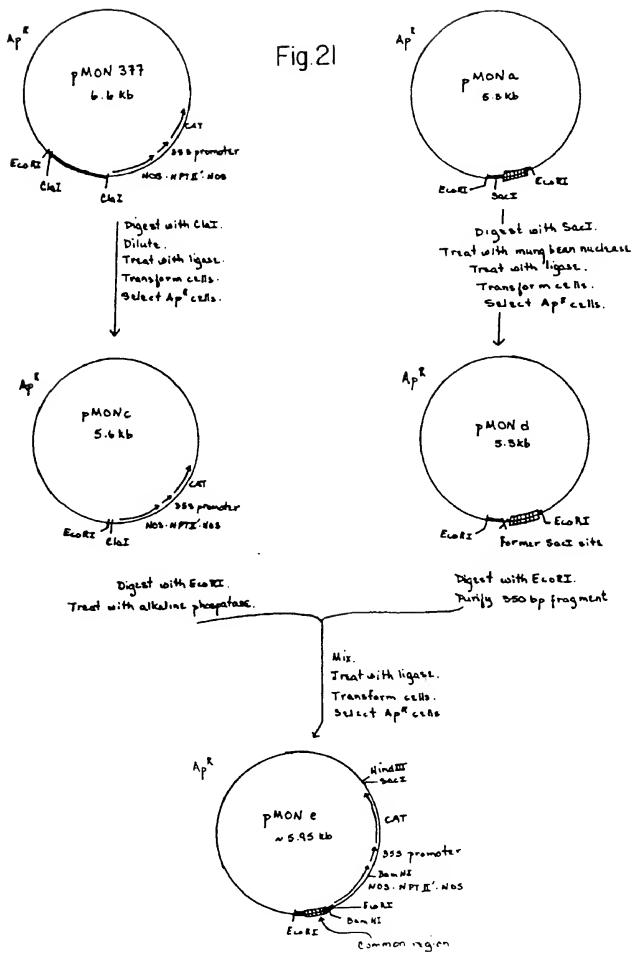 Fig.21
Ap^R
pMON 377
6.6 kb
CAT
35S promoter
NOS-NPTII'-NOS
EcoRI
ClaI
ClaI
Ap^R
pMON a
5.3 kb
EcoRI
SacI
EcoRI
Digest with ClaI.
Dilute.
Treat with ligase.
Transform cells.
Select Ap^R cells.
Digest with SacI.
Treat with mung bean nuclease
Treat with ligase.
Transform cells.
Select Ap^R cells.
Ap^R
pMON c
5.6 kb
CAT
35S promoter
NOS-NPTII'-NOS
EcoRI
ClaI
Ap^R
pMON d
5.3 kb
EcoRI
EcoRI
Former SacI site
Digest with EcoRI.
Treat with alkaline phospatase.
Digest with EcoRI.
Purify 350 bp fragment
Mix.
Treat with ligase.
Transform cells.
Select Ap^R cells
Ap^R
HindIII
SacI
pMON e
~5.95 kb
CAT
35S promoter
BamHI
NOS-NPTII'-NOS
EcoRI
BamHI
EcoRI
Common region